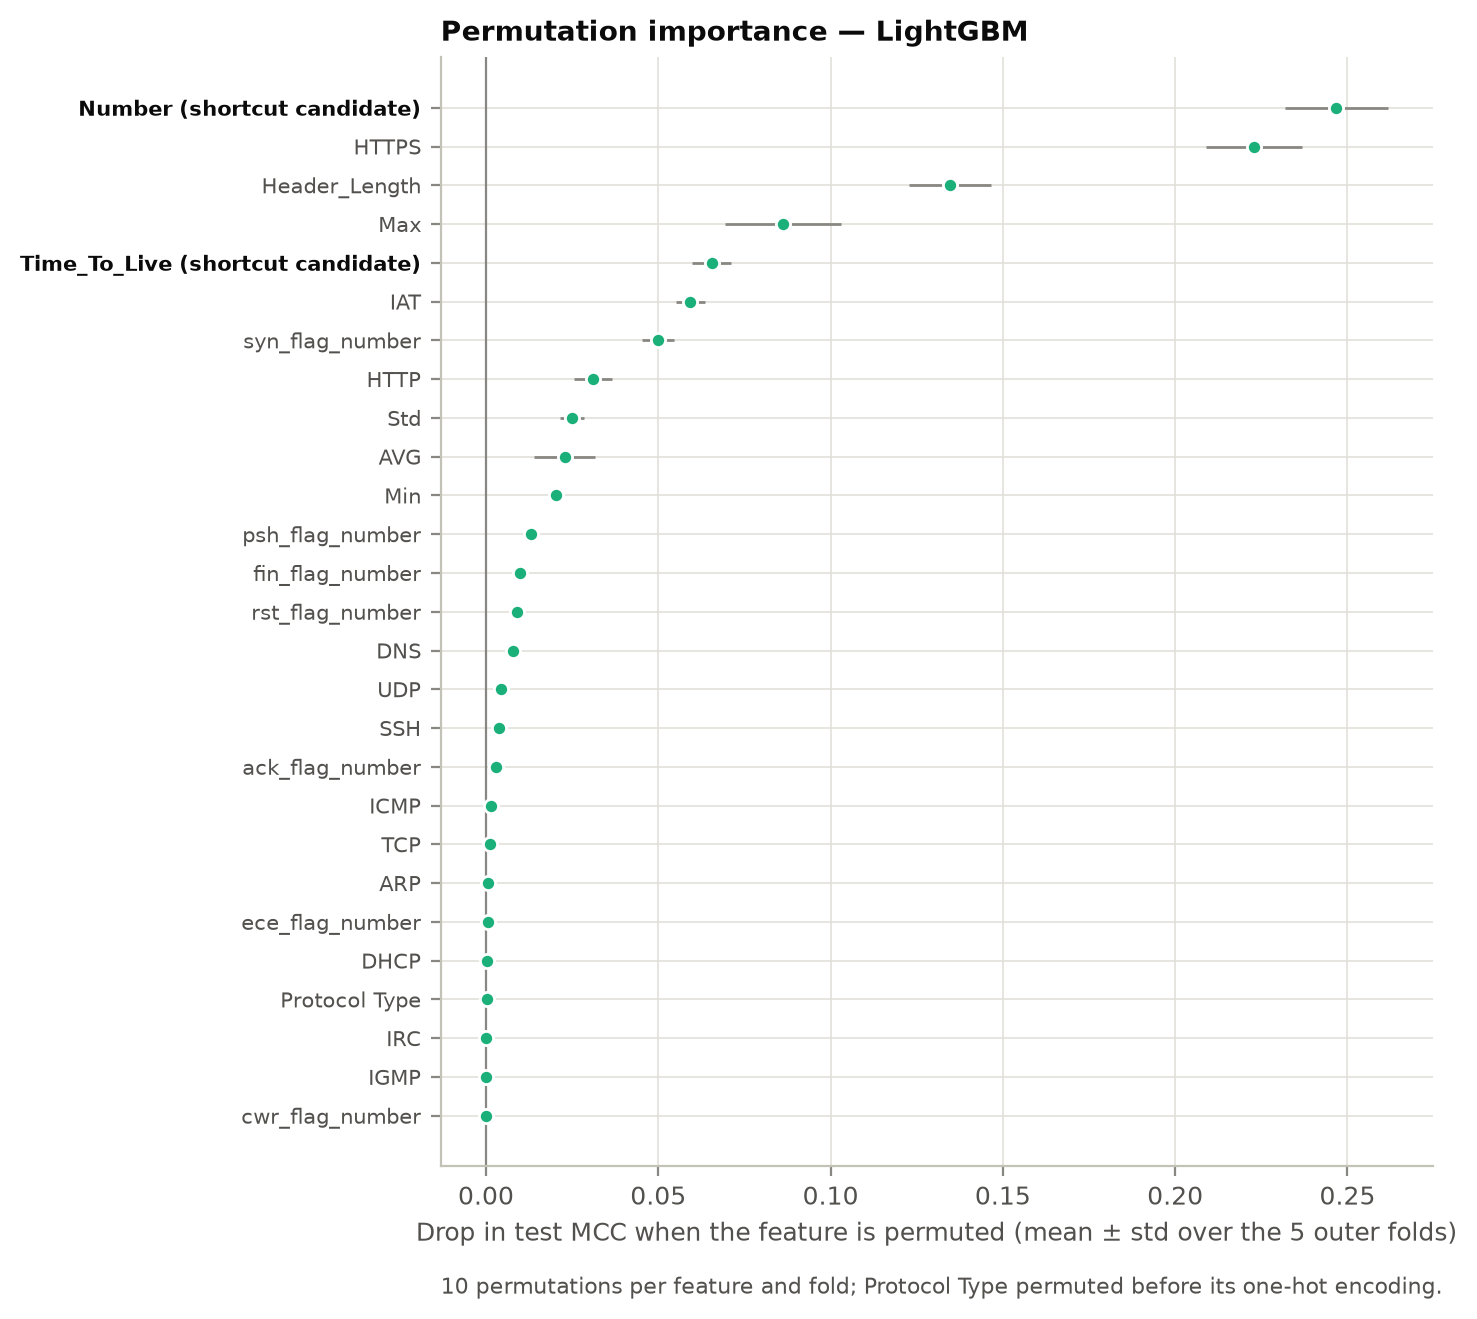 Permutation importance — LightGBM
Number (shortcut candidate)
HTTPS
Header_Length
Max
Time_To_Live (shortcut candidate)
IAT
syn_flag_number
HTTP
Std
AVG
Min
psh_flag_number
fin_flag_number
rst_flag_number
DNS
UDP
SSH
ack_flag_number
ICMP
TCP
ARP
ece_flag_number
DHCP
Protocol Type
IRC
IGMP
cwr_flag_number
0.00 0.05 0.10 0.15 0.20 0.25
Drop in test MCC when the feature is permuted (mean ± std over the 5 outer folds)
10 permutations per feature and fold; Protocol Type permuted before its one-hot encoding.